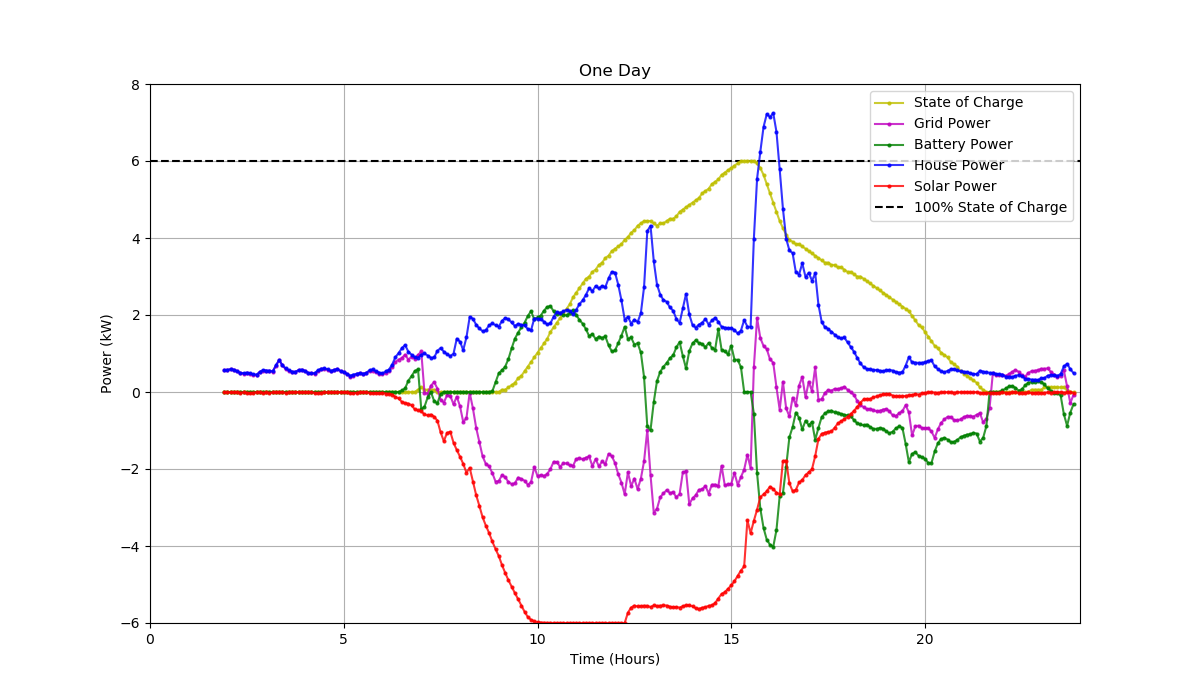 One Day
8
6
4
2
0
−2
−4
−6
Power (kW)
State of Charge
Grid Power
Battery Power
House Power
Solar Power
100% State of Charge
0 5 10 15 20
Time (Hours)